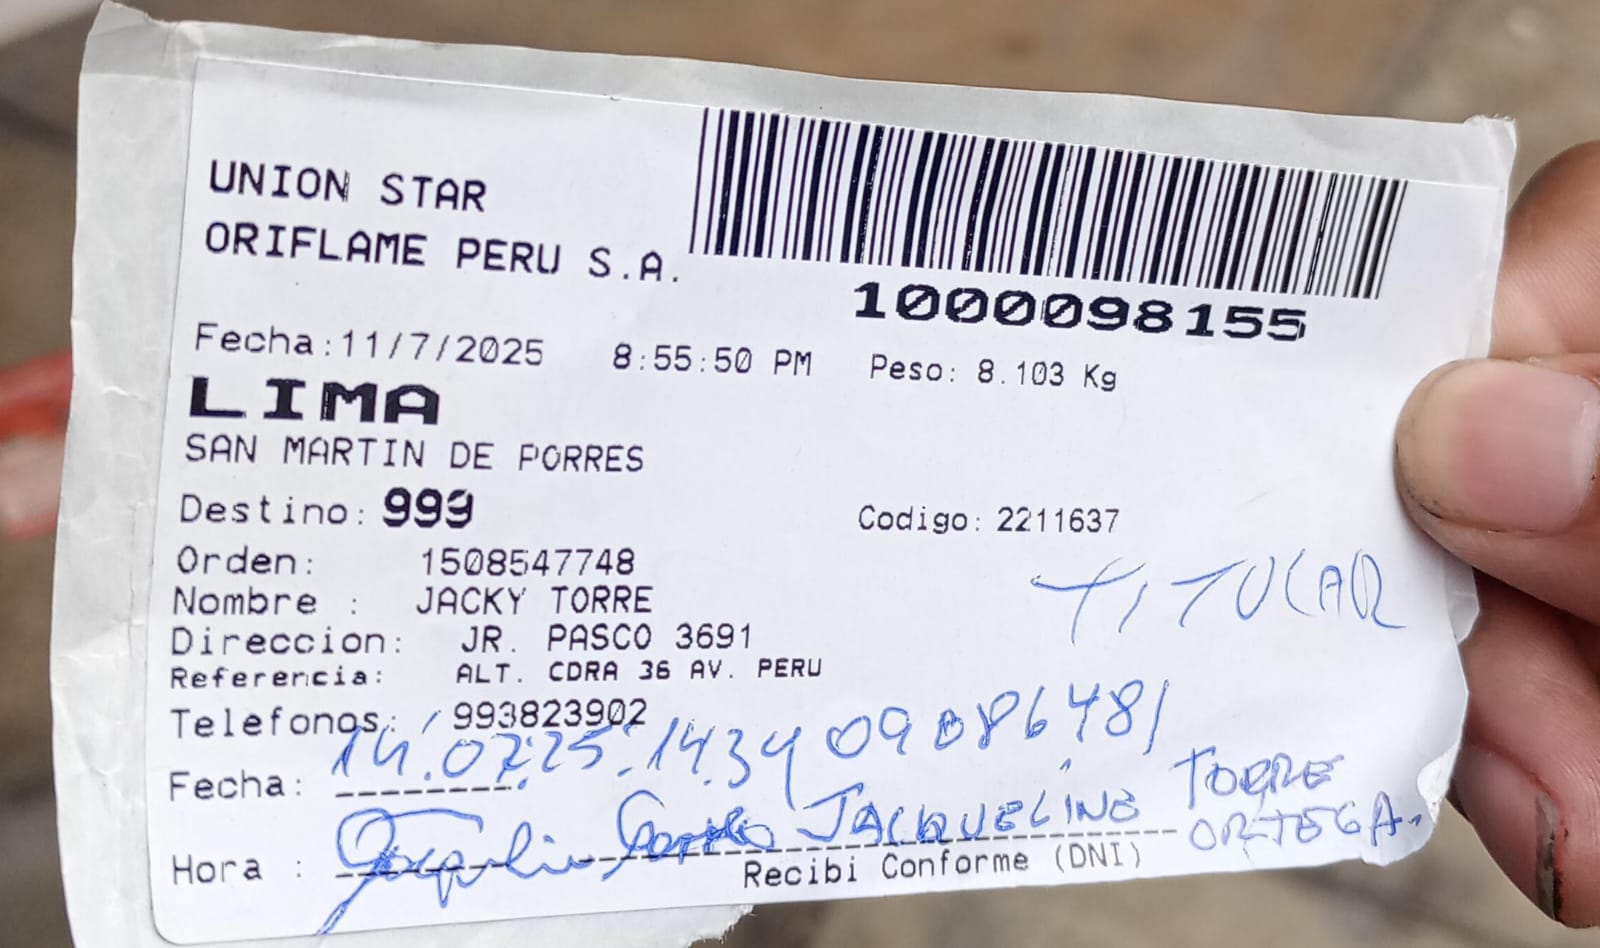 UNION STAR
ORIFLAME PERU S.A.
1000098155
Fecha:11/7/2025 8:55:50 PM Peso: 8.103 Kg
LIMA
SAN MARTIN DE PORRES
Destino: 999 Codigo: 2211637
Orden: 1508547748
TITULAR
Nombre : JACKY TORRE
Direccion: JR. PASCO 3691
Referencia: ALT. CDRA 36 AV. PERU
Telefonos: 993823902
Fecha: 14.07.25. 14.34 09886481
Hora : JACQUELINE TORRE
ORTEGA.
Recibi Conforme (DNI)